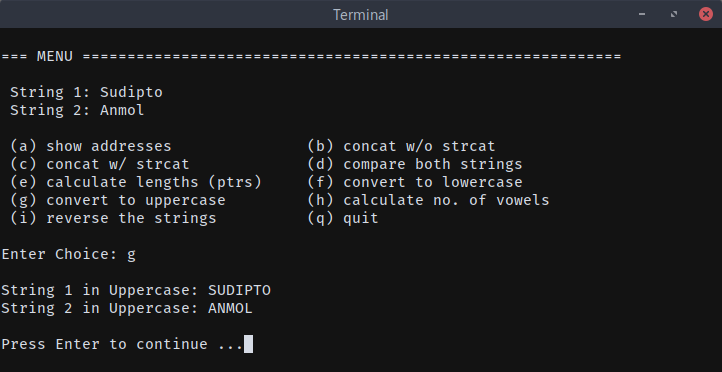 Terminal
=== MENU ============================================================
String 1: Sudipto
String 2: Anmol
(a) show addresses (b) concat w/o strcat
(c) concat w/ strcat (d) compare both strings
(e) calculate lengths (ptrs) (f) convert to lowercase
(g) convert to uppercase (h) calculate no. of vowels
(i) reverse the strings (q) quit
Enter Choice: g
String 1 in Uppercase: SUDIPTO
String 2 in Uppercase: ANMOL
Press Enter to continue ...